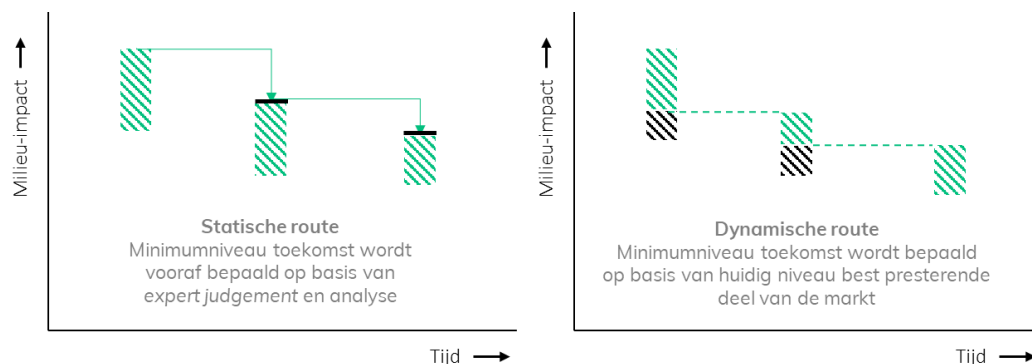 Milieu-impact
Statische route
Minimumniveau toekomst wordt
vooraf bepaald op basis van
expert judgement en analyse
Tijd
Milieu-impact
Dynamische route
Minimumniveau toekomst wordt bepaald
op basis van huidig niveau best presterende
deel van de markt
Tijd